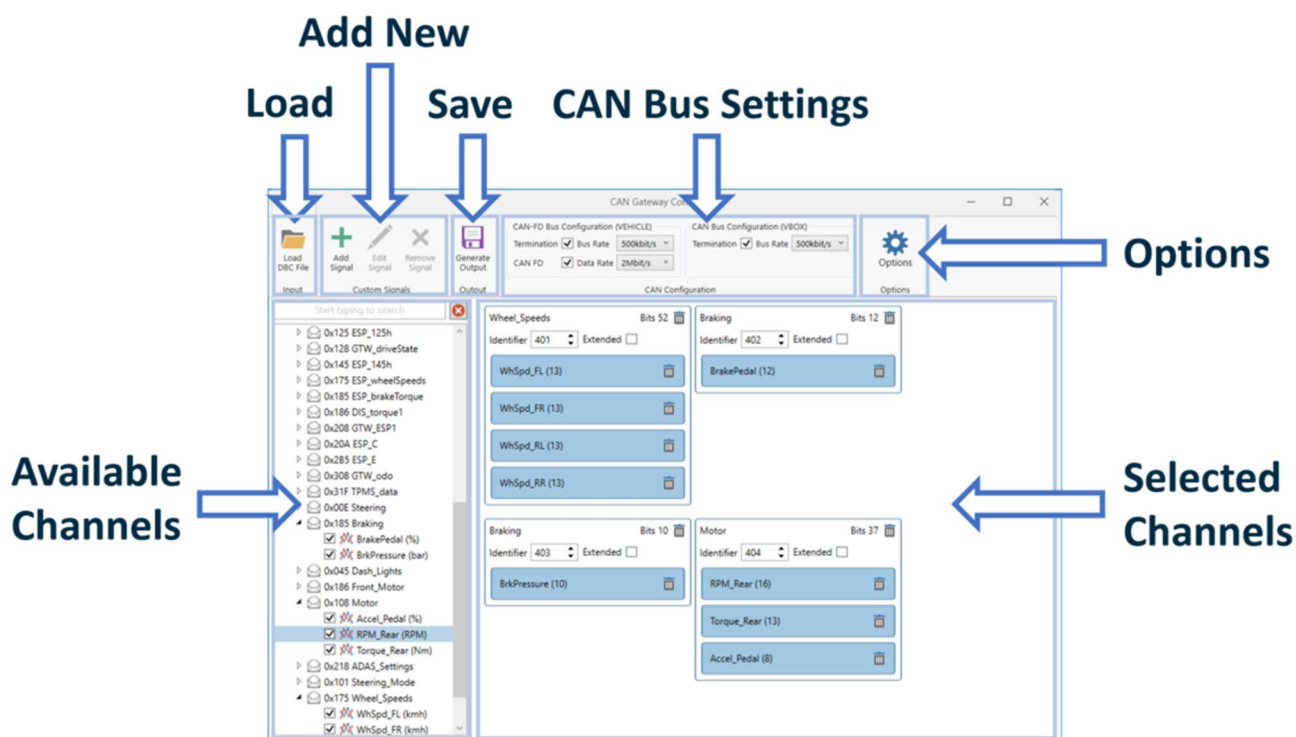 Add New
Load
Save
CAN Bus Settings
Options
Available
Channels
Selected
Channels
CAN Gateway Con
Load
DBC File
Input
Add
Signal
Edit
Signal
Remove
Signal
Custom Signals
Generate
Output
Output
CAN-FD Bus Configuration (VEHICLE)
Termination Bus Rate 500kbit/s
CAN FD Data Rate 2Mbit/s
CAN Bus Configuration (VBOX)
Termination Bus Rate 500kbit/s
CAN Configuration
Options
Options
Start typing to search
0x125 ESP_125h
0x128 GTW_driveState
0x145 ESP_145h
0x175 ESP_wheelSpeeds
0x185 ESP_brakeTorque
0x186 DIS_torque1
0x208 GTW_ESP1
0x20A ESP_C
0x2B5 ESP_E
0x308 GTW_odo
0x31F TPMS_data
0x00E Steering
0x185 Braking
BrakePedal (%)
BrkPressure (bar)
0x045 Dash_Lights
0x186 Front_Motor
0x108 Motor
Accel_Pedal (%)
RPM_Rear (RPM)
Torque_Rear (Nm)
0x218 ADAS_Settings
0x101 Steering_Mode
0x175 Wheel_Speeds
WhSpd_FL (kmh)
WhSpd_FR (kmh)
Wheel_Speeds Bits 52
Identifier 401 Extended
WhSpd_FL (13)
WhSpd_FR (13)
WhSpd_RL (13)
WhSpd_RR (13)
Braking Bits 12
Identifier 402 Extended
BrakePedal (12)
Braking Bits 10
Identifier 403 Extended
BrkPressure (10)
Motor Bits 37
Identifier 404 Extended
RPM_Rear (16)
Torque_Rear (13)
Accel_Pedal (8)